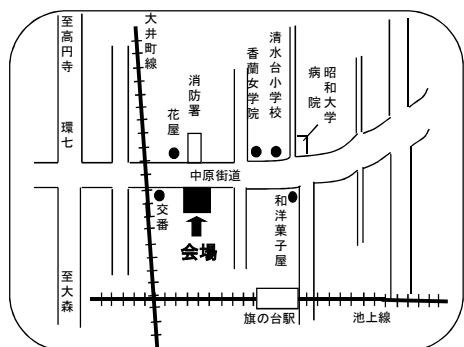 至高円寺
環七
至大森
大井町線
花屋
消防署
香蘭女学院
清水台小学校
昭和大学
病院
中原街道
交番
会場
和洋菓子屋
旗の台駅
池上線